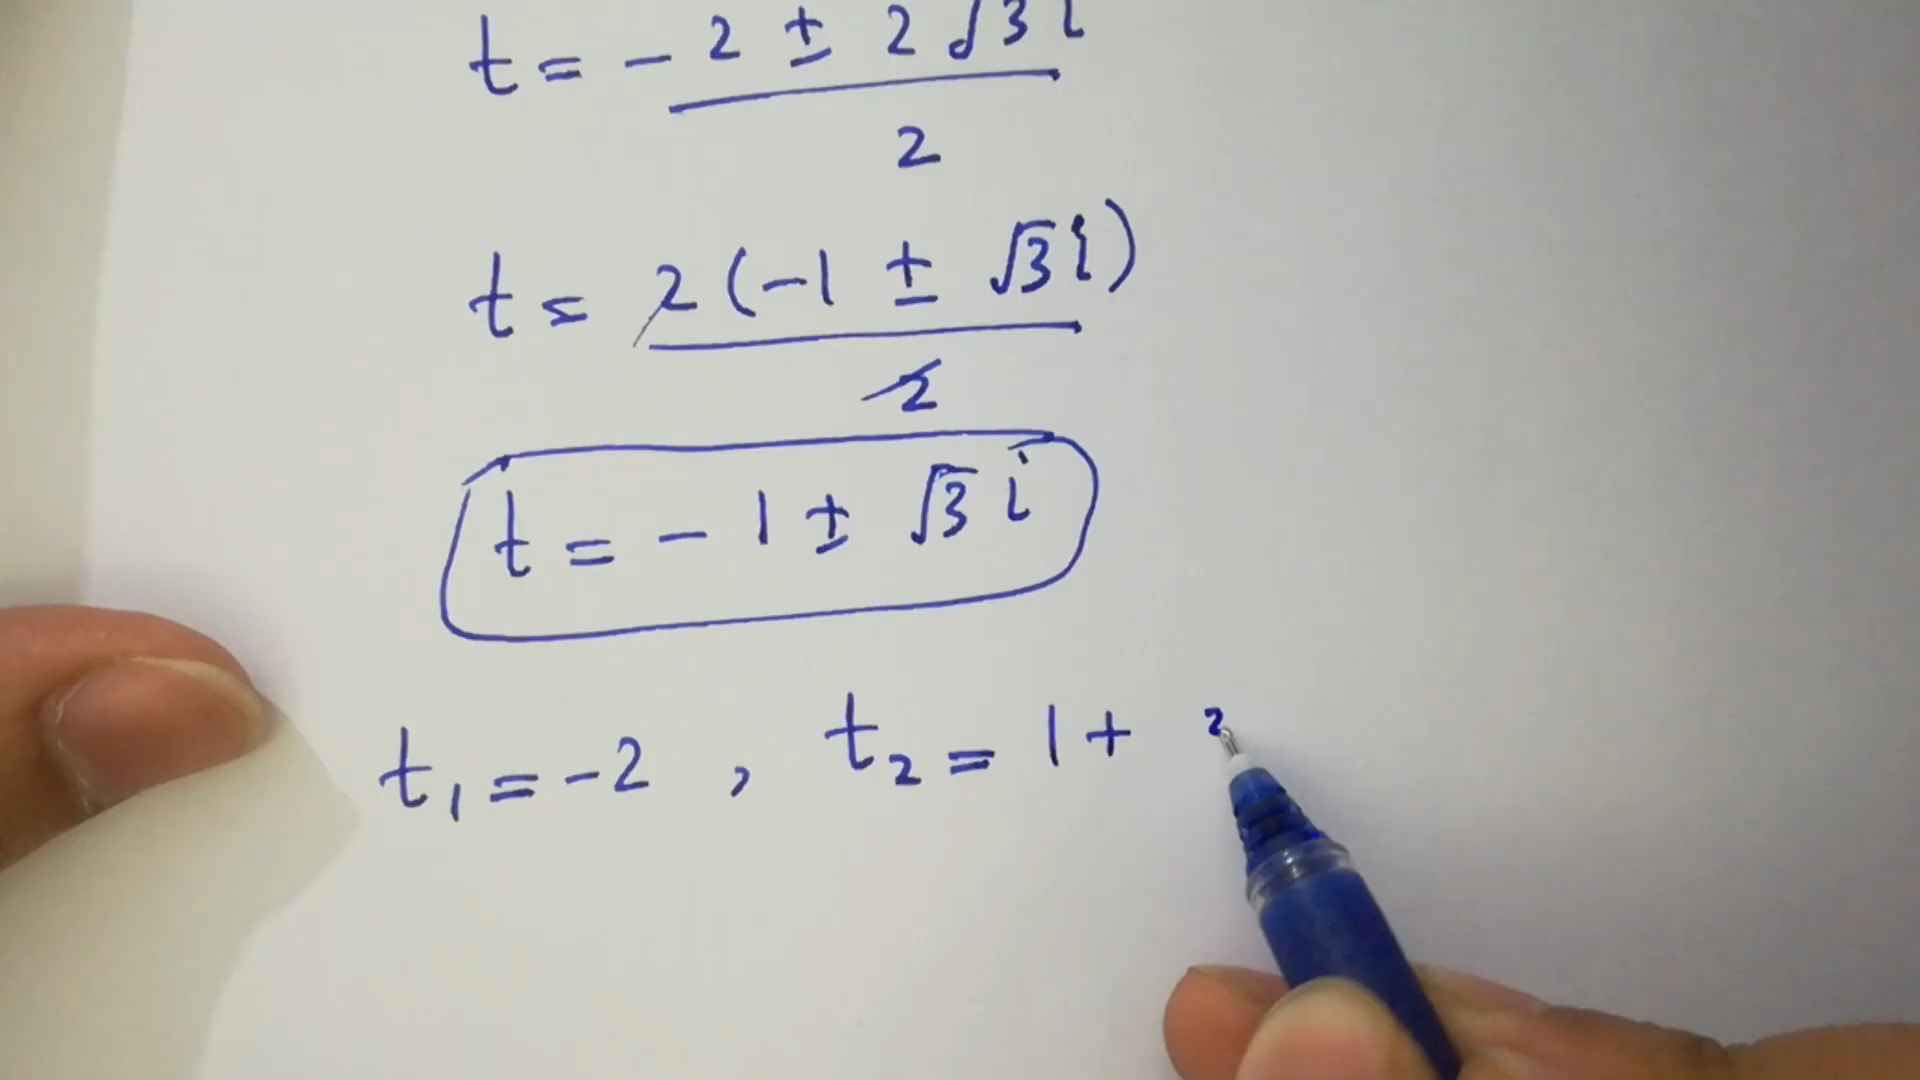 t = - 2 ± 2√3 i
2
t = 2 (-1 ± √3 i)
2
t = - 1 ± √3 i
t₁ = -2 , t₂ = 1 +